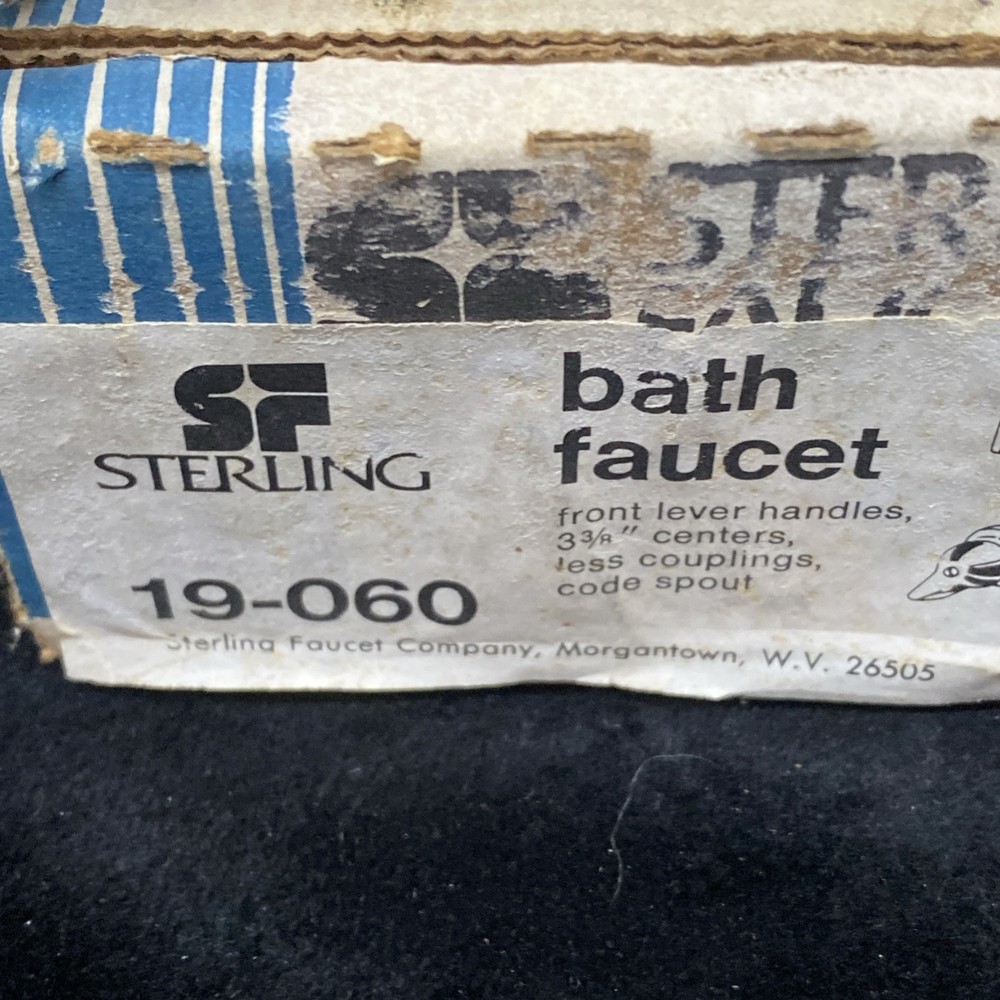 STER
SF
STERLING
19-060
bath
faucet
front lever handles,
3 3/8" centers,
less couplings,
code spout
Sterling Faucet Company, Morgantown, W.V. 26505